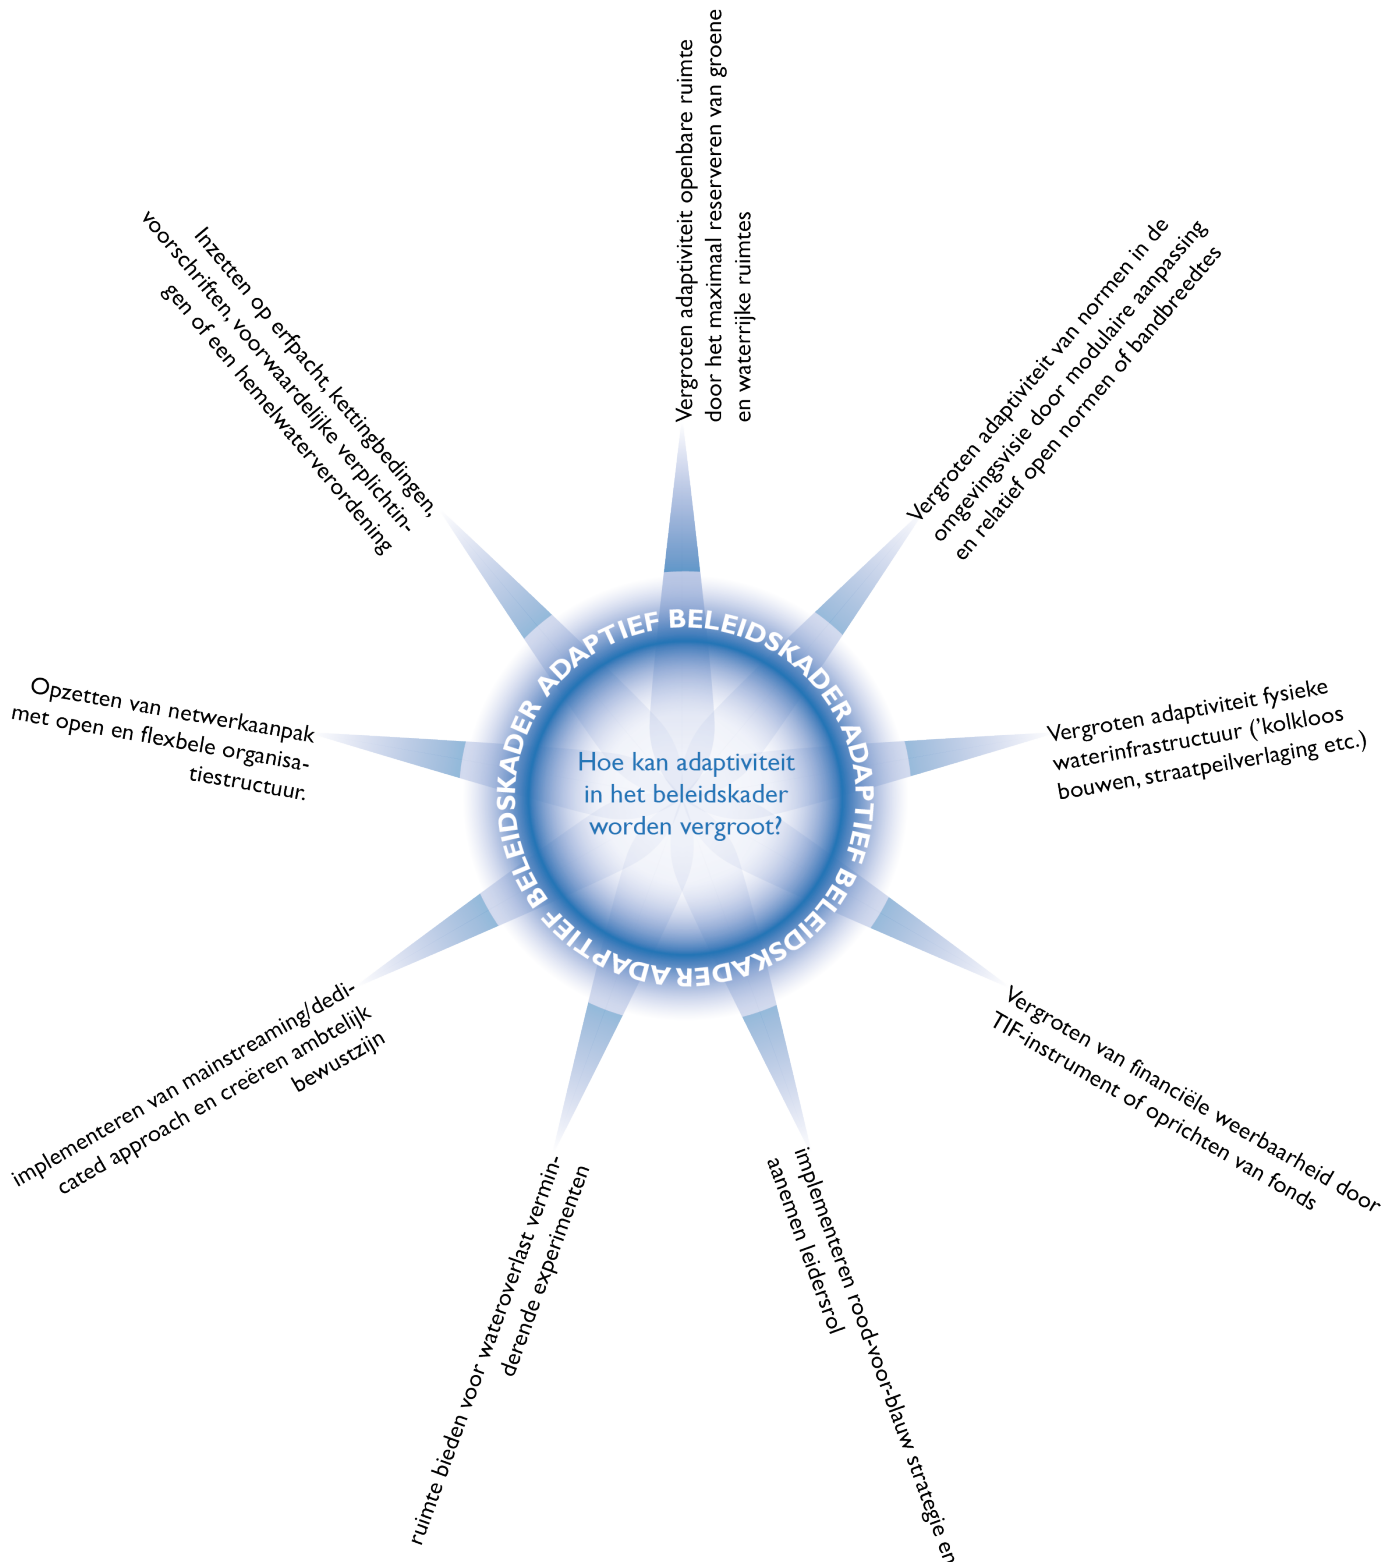 Vergroten adaptiviteit openbare ruimte
door het maximaal reserveren van groene
en waterrijke ruimtes
Vergroten adaptiviteit van normen in de
omgevingsvisie door modulaire aanpassing
en relatief open normen of bandbreedtes
Vergroten adaptiviteit fysieke
waterinfrastructuur ('kolkloos
bouwen, straatpeilverlaging etc.)
Vergroten van financiële weerbaarheid door
TIF-instrument of oprichten van fonds
implementeren rood-voor-blauw strategie en
aanemen leidersrol
ruimte bieden voor wateroverlast vermin-
derende experimenten
implementeren van mainstreaming/dedi-
cated approach en creëren ambtelijk
bewustzijn
Opzetten van netwerkaanpak
met open en flexbele organisa-
tiestructuur.
Inzetten op erfpacht, kettingbedingen,
voorschriften, voorwaardelijke verplichtin-
gen of een hemelwaterverordening
ADAPTIEF BELEIDSKADER ADAPTIEF BELEIDSKADER ADAPTIEF BELEIDSKADER
Hoe kan adaptiviteit
in het beleidskader
worden vergroot?